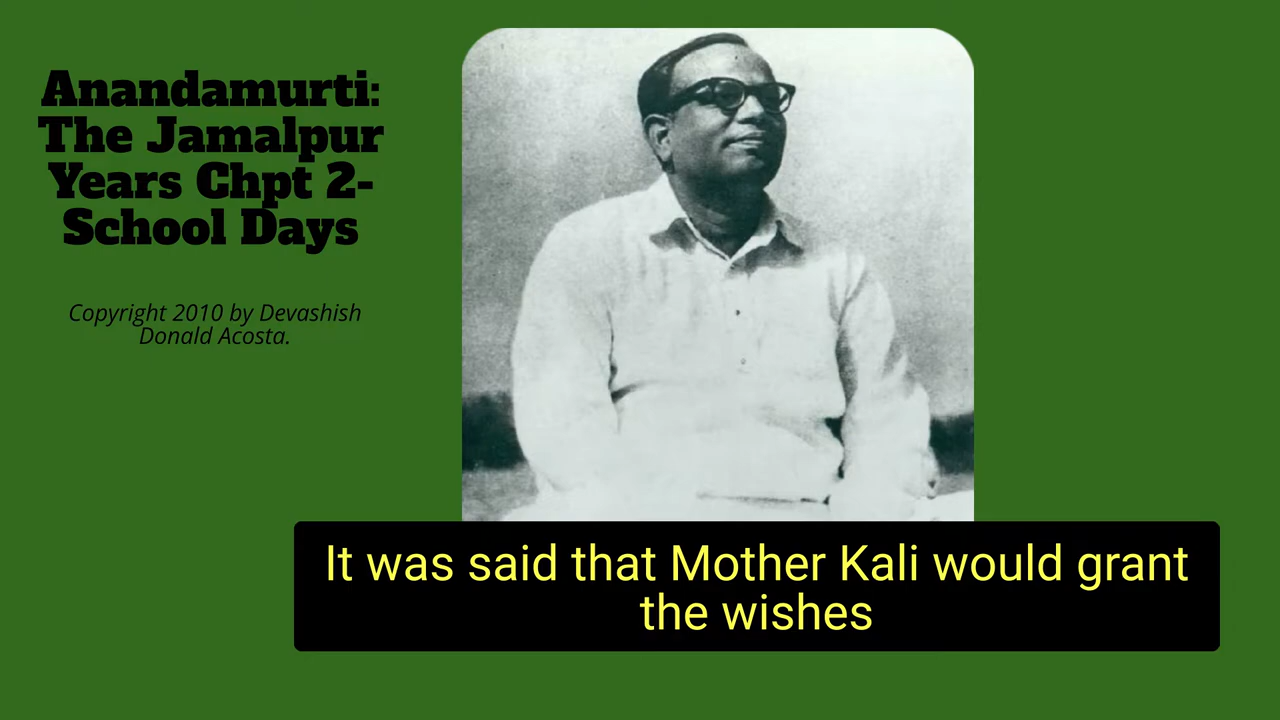 Anandamurti:
The Jamalpur
Years Chpt 2-
School Days
Copyright 2010 by Devashish
Donald Acosta.
It was said that Mother Kali would grant
the wishes